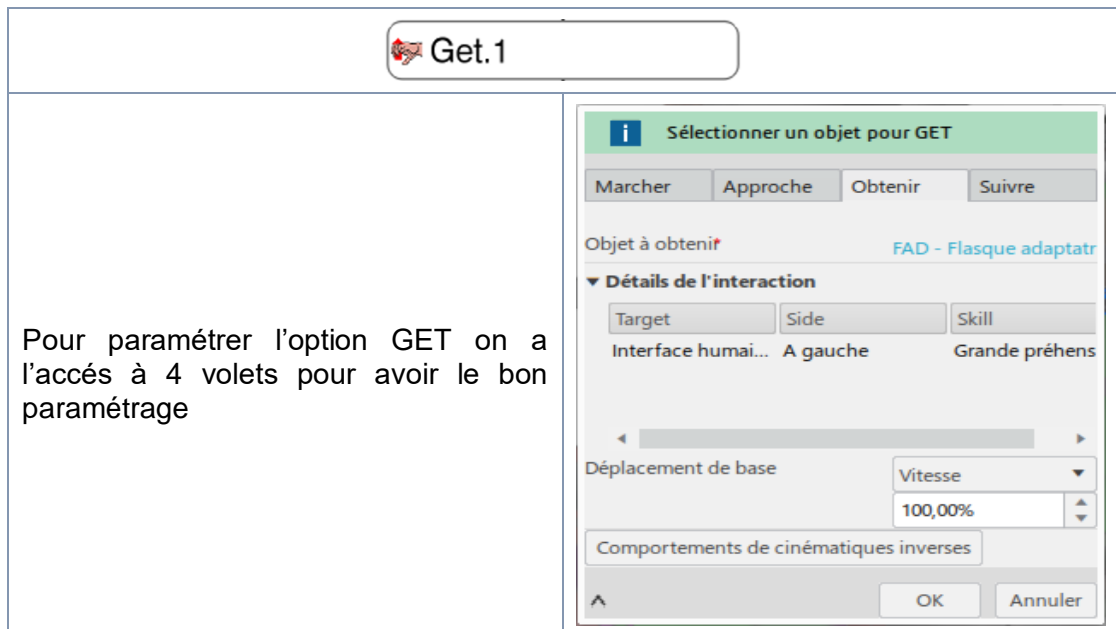 Get.1
Pour paramétrer l’option GET on a
l’accés à 4 volets pour avoir le bon
paramétrage
i Sélectionner un objet pour GET
Marcher Approche Obtenir Suivre
Objet à obtenir* FAD - Flasque adaptatr
Détails de l'interaction
Target Side Skill
Interface humai... A gauche Grande préhens
Déplacement de base Vitesse
100,00%
Comportements de cinématiques inverses
OK Annuler